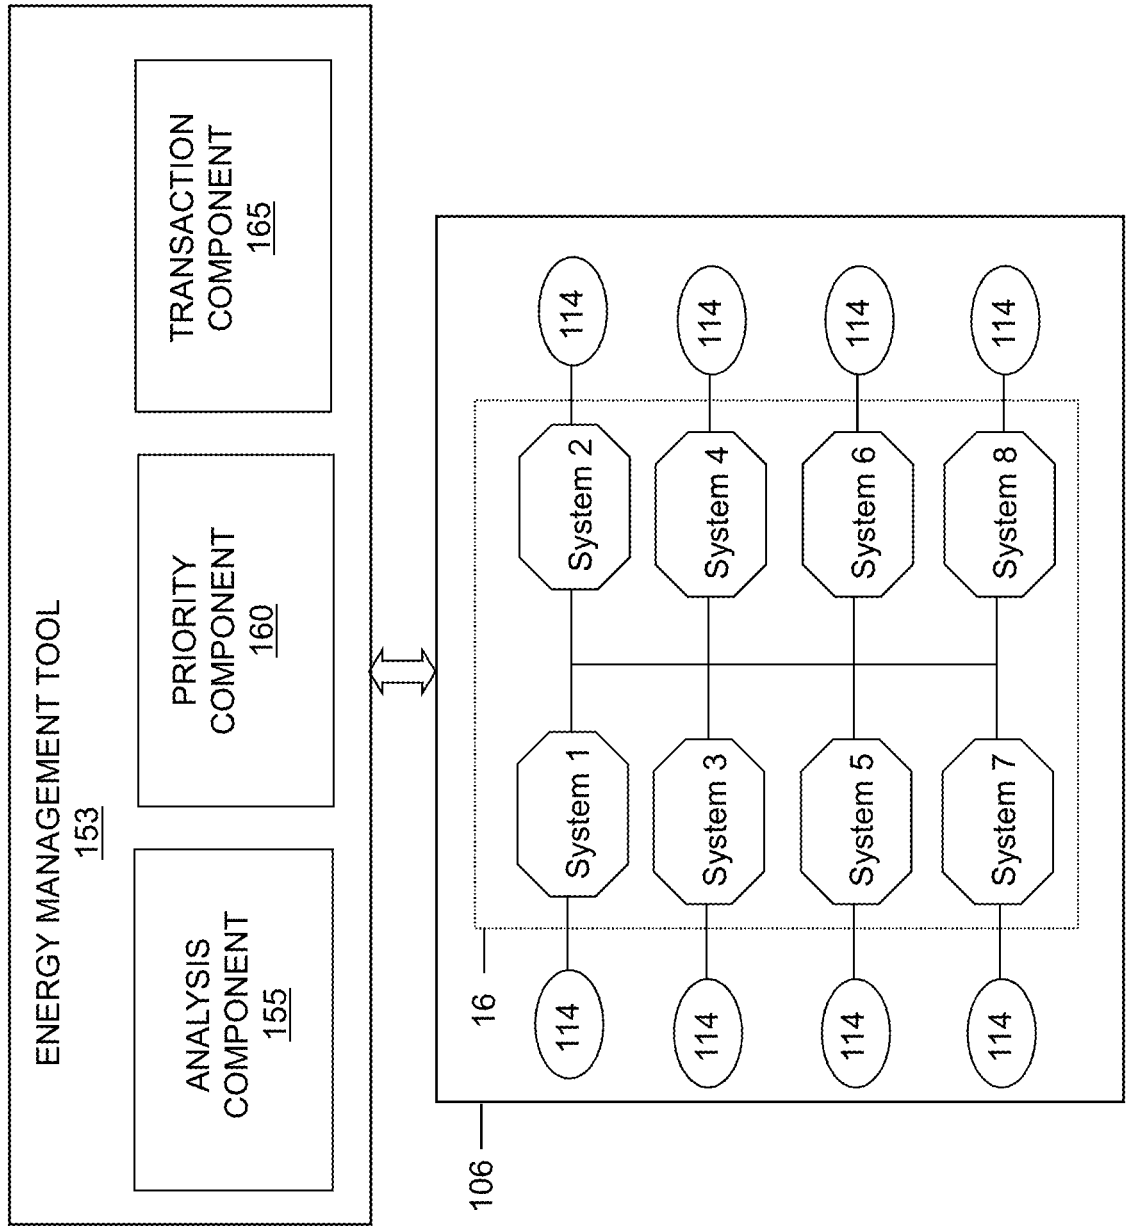 ENERGY MANAGEMENT TOOL
153
ANALYSIS
COMPONENT
155
PRIORITY
COMPONENT
160
TRANSACTION
COMPONENT
165
106
16
114
System 1
System 2
114
114
System 3
System 4
114
114
System 5
System 6
114
114
System 7
System 8
114